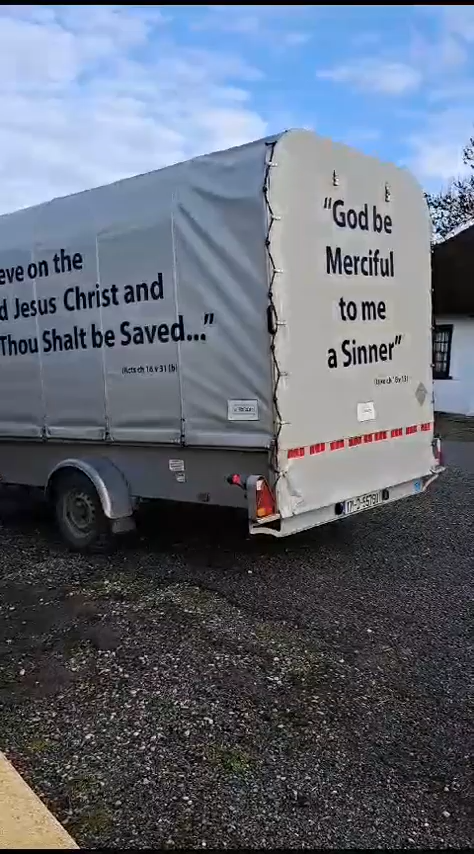 eve on the
d Jesus Christ and
Thou Shalt be Saved..."
(Acts ch 16 v 31 (b)
"God be
Merciful
to me
a Sinner"